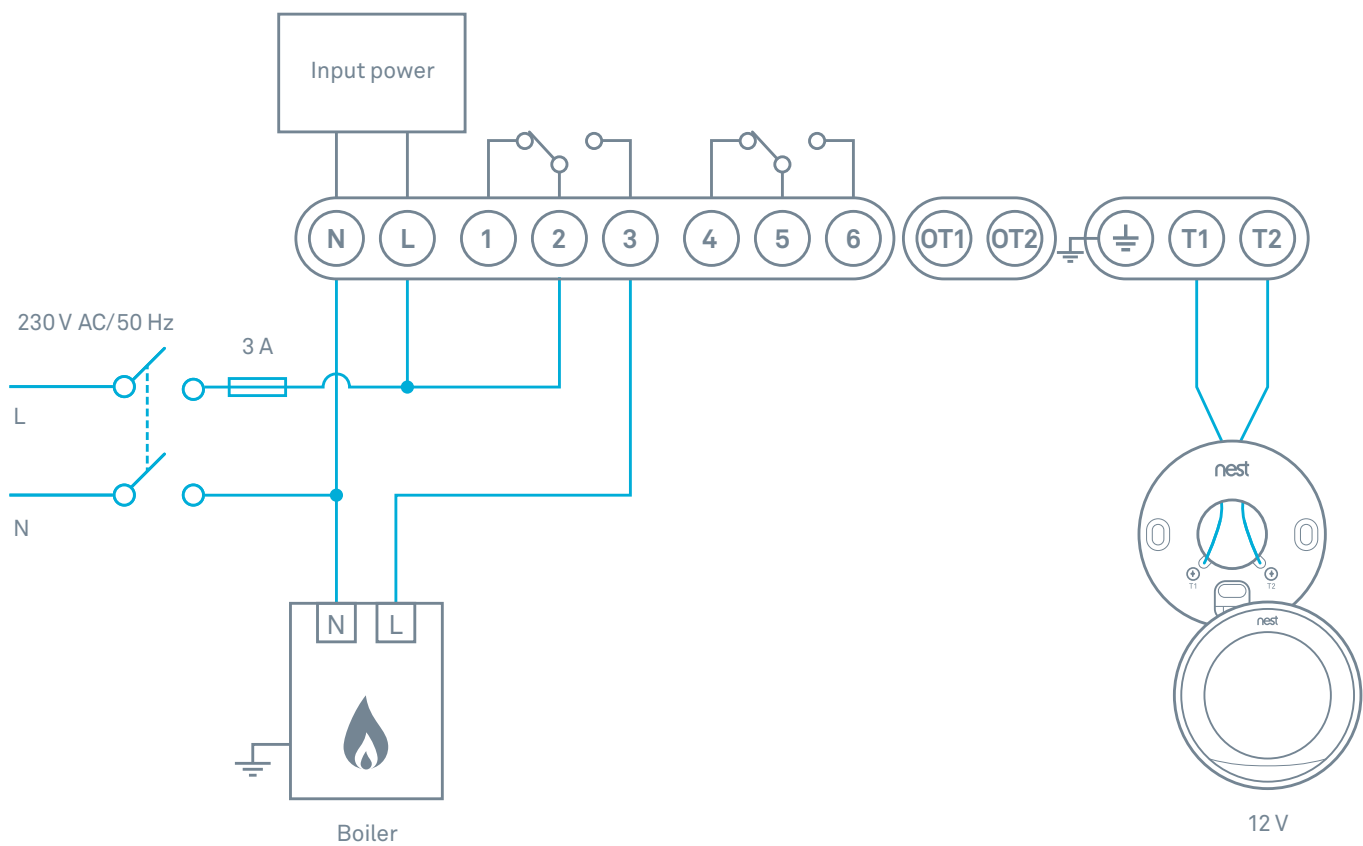 Input power
N L 1 2 3 4 5 6 OT1 OT2 T1 T2
230 V AC/50 Hz
3 A
L
N
nest
T1 T2
nest
N L
Boiler
12 V